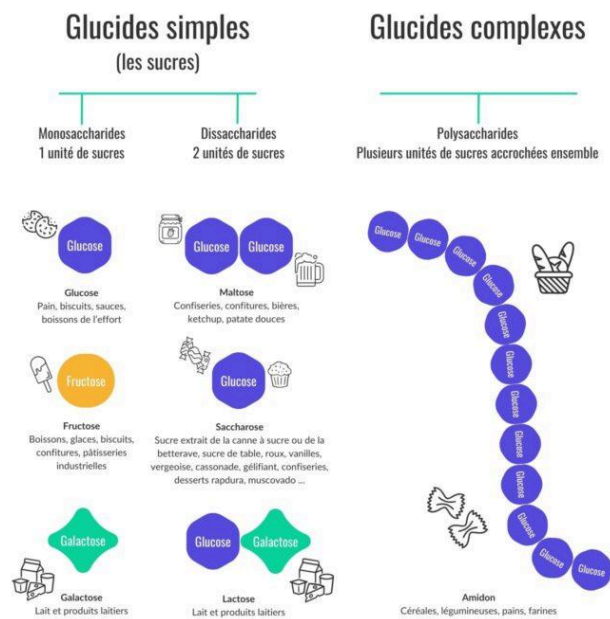 Glucides simples
(les sucres)
Glucides complexes
Monosaccharides
1 unité de sucres
Dissaccharides
2 unités de sucres
Polysaccharides
Plusieurs unités de sucres accrochées ensemble
Glucose
Glucose
Pain, biscuits, sauces,
boissons de l'effort
Glucose
Glucose
Maltose
Confiseries, confitures, bières,
ketchup, patate douces
Fructose
Fructose
Boissons, glaces, biscuits,
confitures, pâtisseries
industrielles
Glucose
Saccharose
Sucre extrait de la canne à sucre ou de la
betterave, sucre de table, roux, vanilles,
vergeoise, cassonade, gélifiant, confiseries,
desserts rapdura, muscovado ...
Galactose
Galactose
Lait et produits laitiers
Glucose
Galactose
Lactose
Lait et produits laitiers
Glucose
Glucose
Glucose
Glucose
Glucose
Glucose
Glucose
Glucose
Glucose
Glucose
Glucose
Glucose
Amidon
Céréales, légumineuses, pains, farines